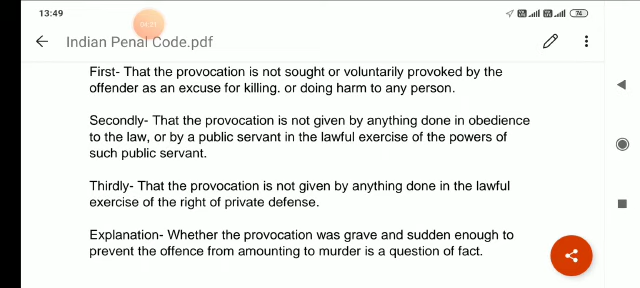 13:49
74
Indian Penal Code.pdf
First- That the provocation is not sought or voluntarily provoked by the
offender as an excuse for killing. or doing harm to any person.
Secondly- That the provocation is not given by anything done in obedience
to the law, or by a public servant in the lawful exercise of the powers of
such public servant.
Thirdly- That the provocation is not given by anything done in the lawful
exercise of the right of private defense.
Explanation- Whether the provocation was grave and sudden enough to
prevent the offence from amounting to murder is a question of fact.